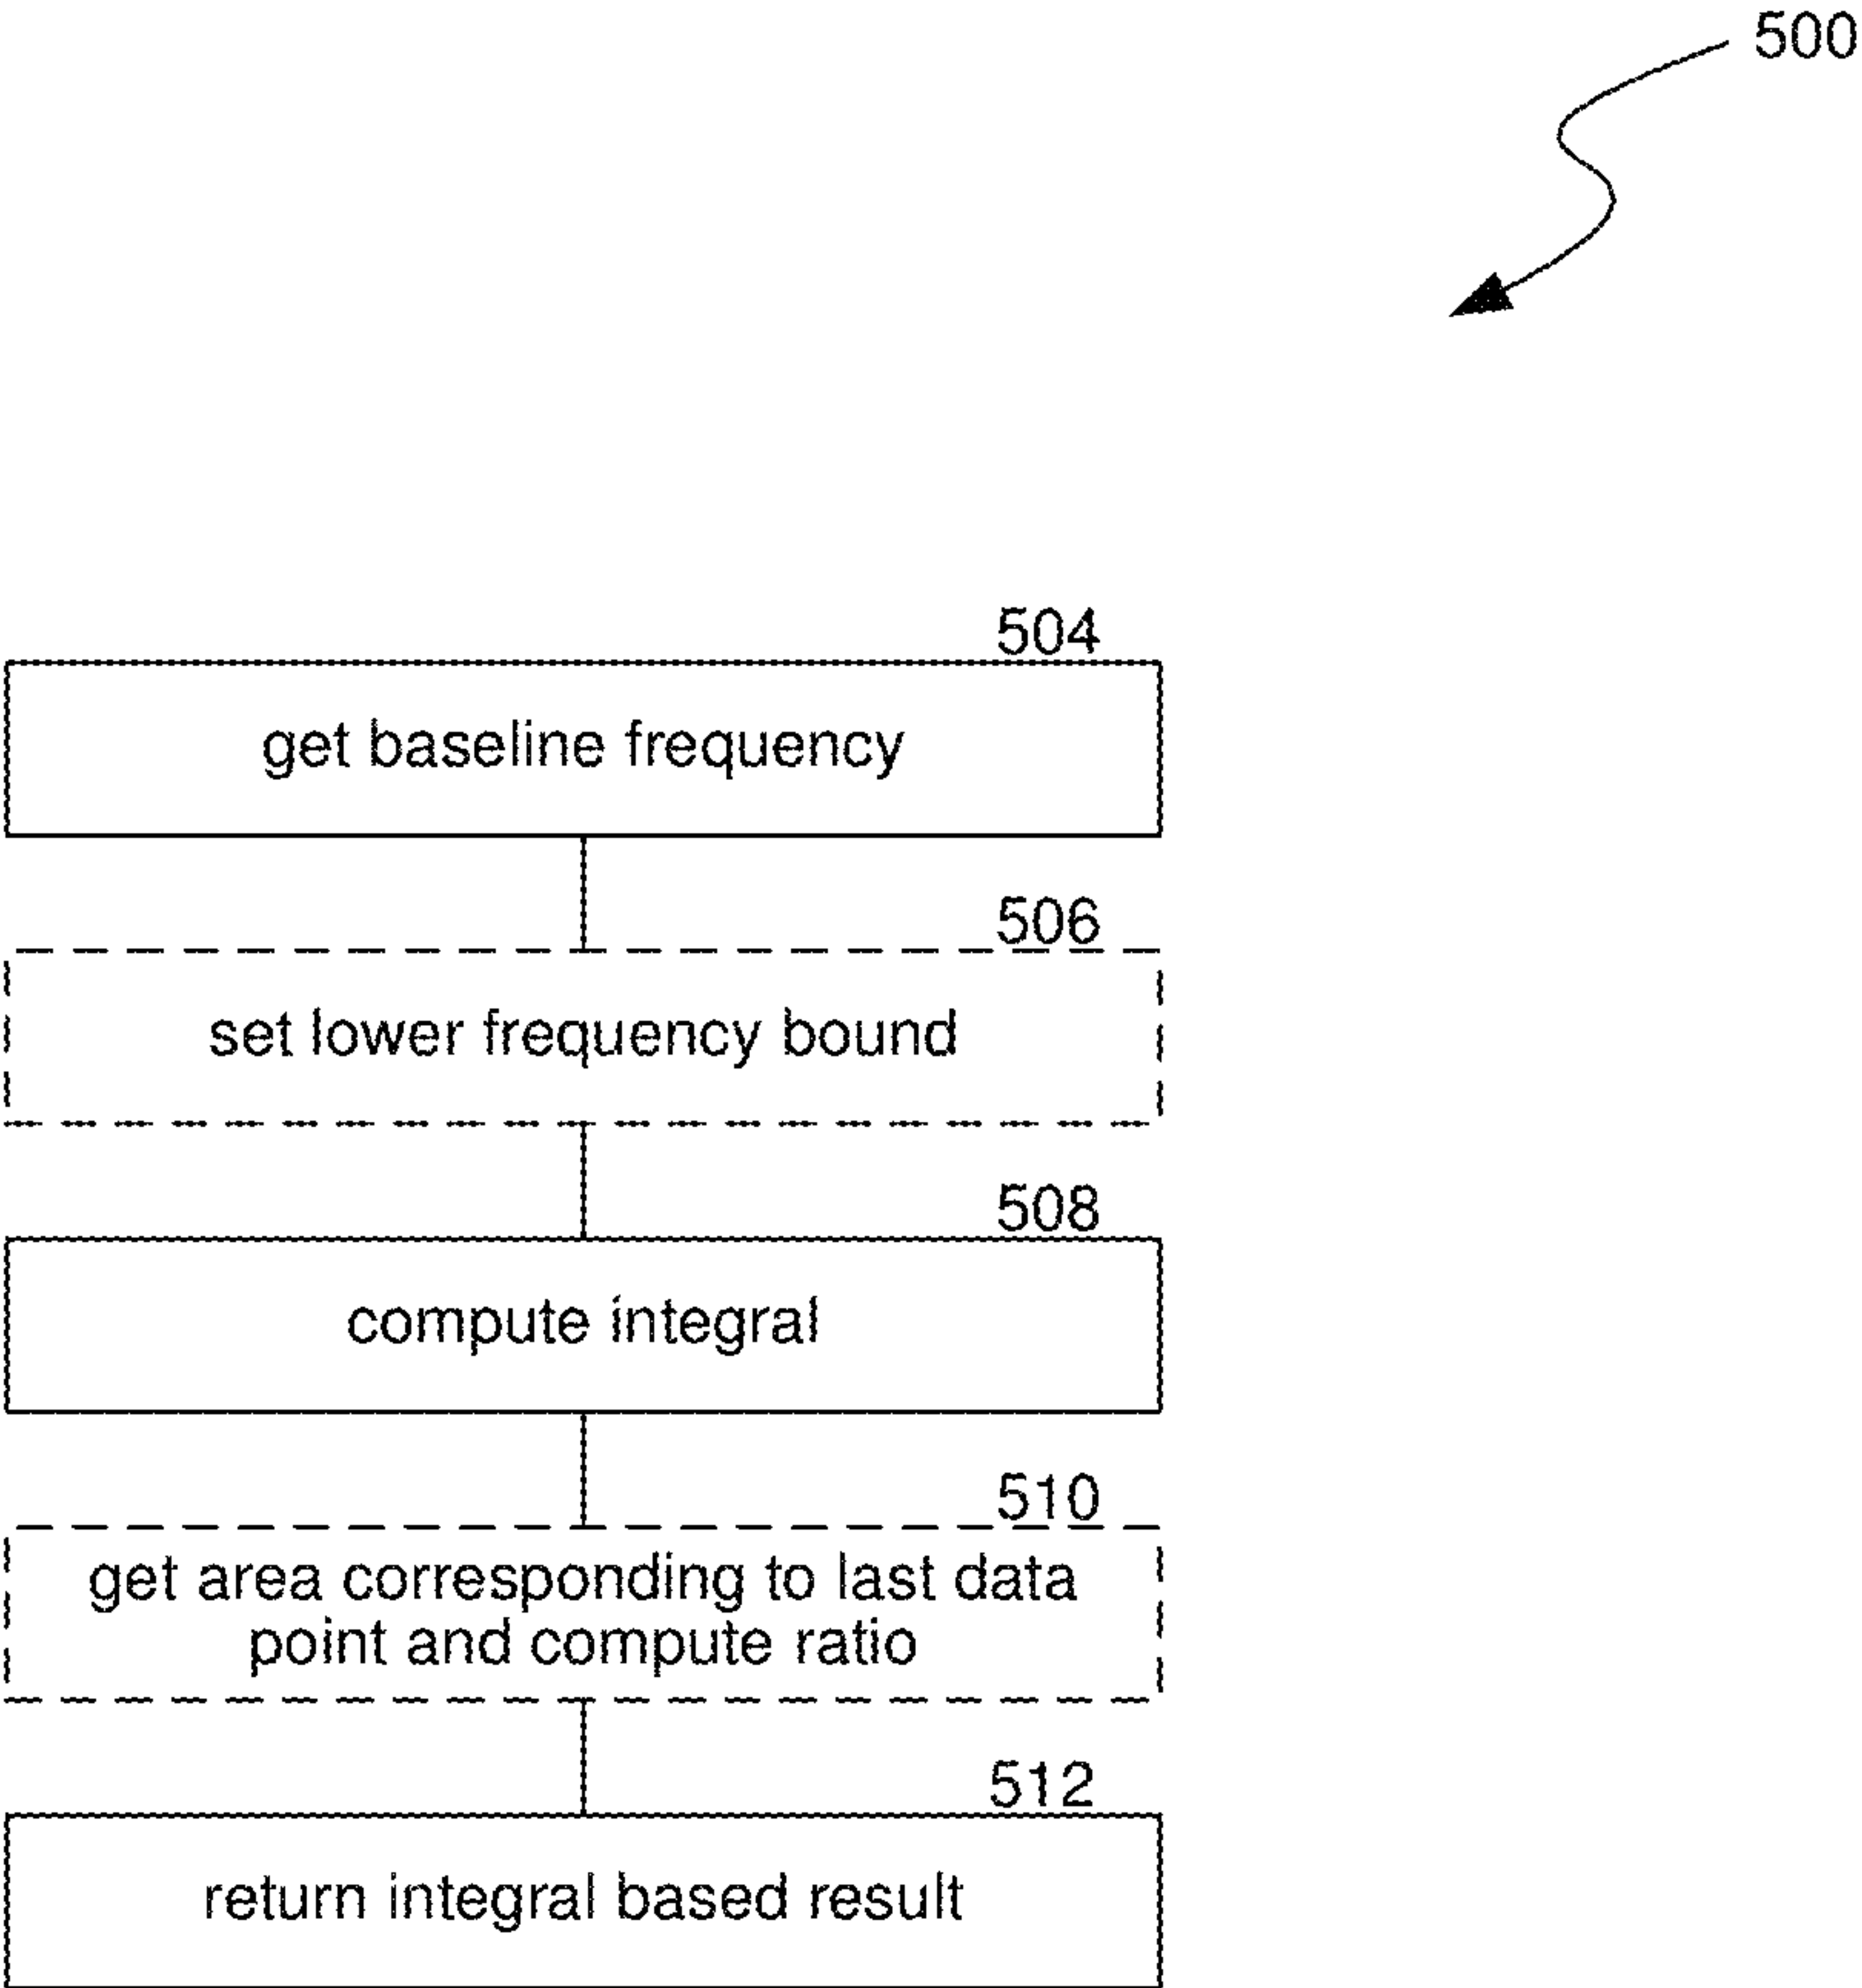 500
504
get baseline frequency
506
set lower frequency bound
508
compute integral
510
get area corresponding to last data
point and compute ratio
512
return integral based result